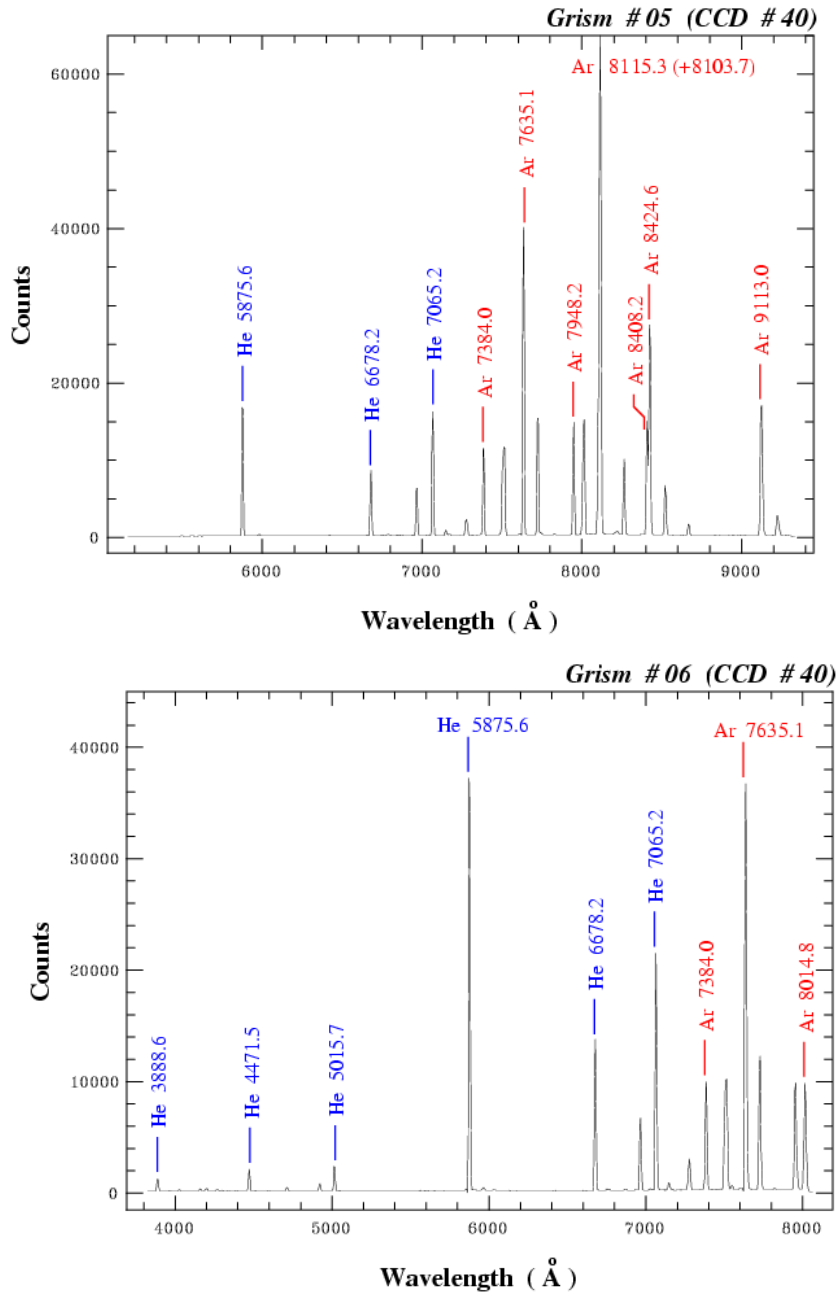 Grism # 05 (CCD # 40)
60000
40000
20000
0
Counts
He 5875.6
He 6678.2
He 7065.2
Ar 7384.0
Ar 7635.1
Ar 7948.2
Ar 8115.3 (+8103.7)
Ar 8408.2
Ar 8424.6
Ar 9113.0
6000 7000 8000 9000
Wavelength ( Å )
Grism # 06 (CCD # 40)
40000
30000
20000
10000
0
Counts
He 3888.6
He 4471.5
He 5015.7
He 5875.6
He 6678.2
He 7065.2
Ar 7384.0
Ar 7635.1
Ar 8014.8
4000 5000 6000 7000 8000
Wavelength ( Å )